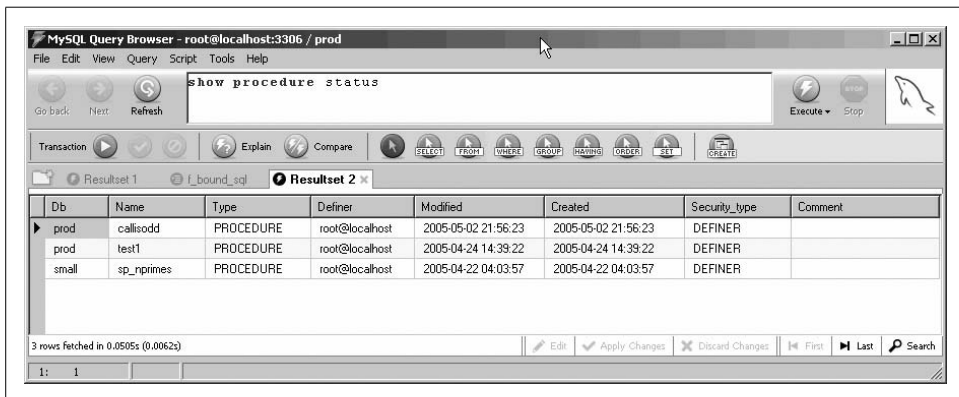 MySQL Query Browser - root@localhost:3306 / prod
File Edit View Query Script Tools Help
show procedure status
Go back Next Refresh Execute Stop
STOP
Transaction Explain Compare SELECT FROM WHERE GROUP HAVING ORDER SET CREATE
Resultset 1 f_bound_sql Resultset 2
Db Name Type Definer Modified Created Security_type Comment
prod callisodd PROCEDURE root@localhost 2005-05-02 21:56:23 2005-05-02 21:56:23 DEFINER
prod test1 PROCEDURE root@localhost 2005-04-24 14:39:22 2005-04-24 14:39:22 DEFINER
small sp_nprimes PROCEDURE root@localhost 2005-04-22 04:03:57 2005-04-22 04:03:57 DEFINER
3 rows fetched in 0.0505s (0.0062s) Edit Apply Changes Discard Changes First Last Search
1: 1